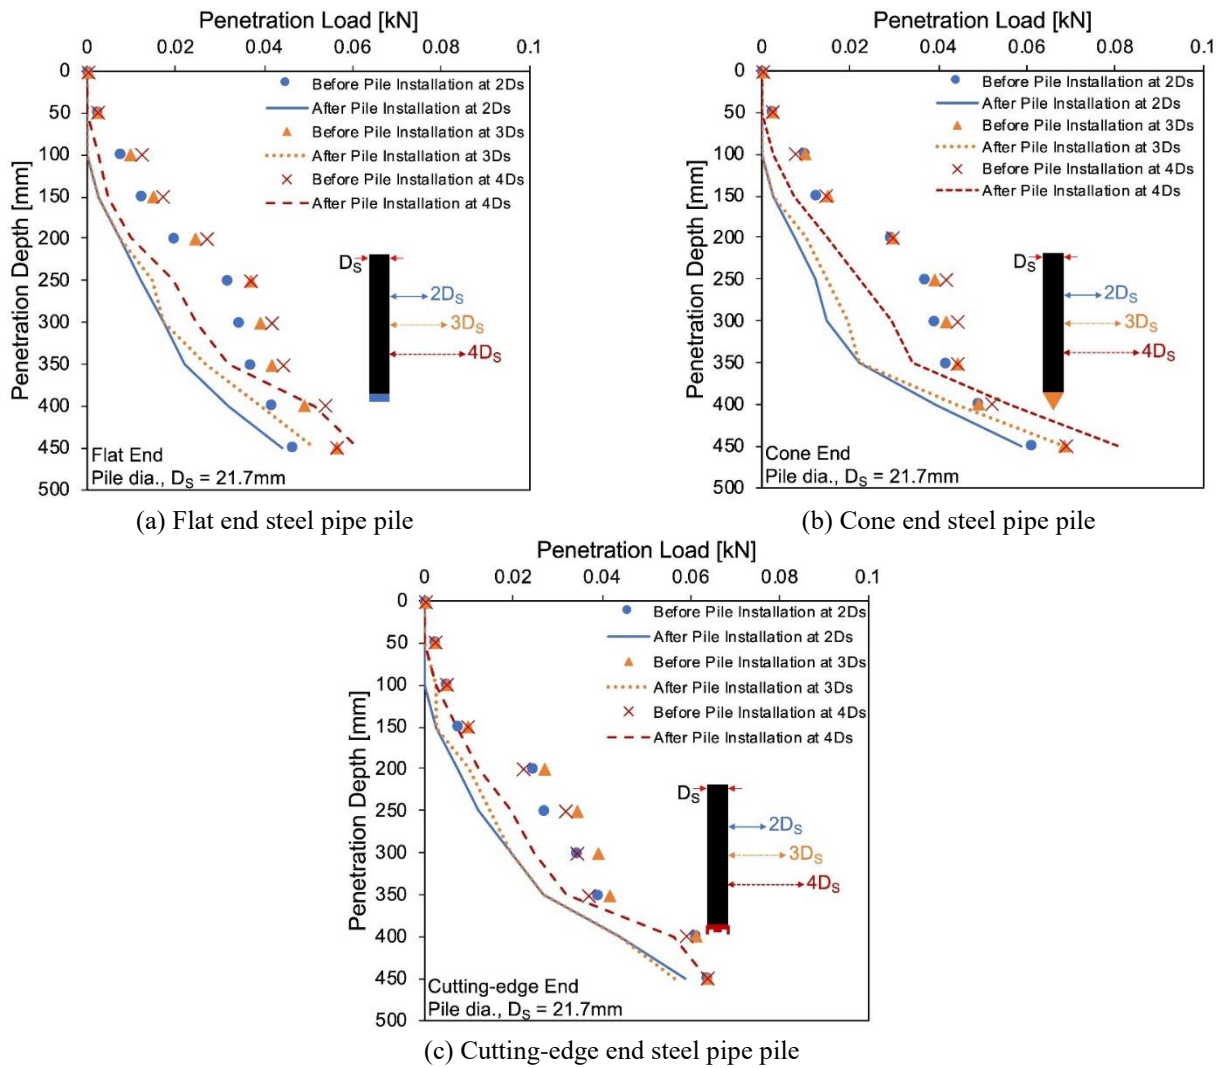 Penetration Load [kN]
0 0.02 0.04 0.06 0.08 0.1
Penetration Depth [mm]
0
50
100
150
200
250
300
350
400
450
500
Before Pile Installation at 2Ds
After Pile Installation at 2Ds
Before Pile Installation at 3Ds
After Pile Installation at 3Ds
Before Pile Installation at 4Ds
After Pile Installation at 4Ds
DS
2DS
3DS
4DS
Flat End
Pile dia., DS = 21.7mm
(a) Flat end steel pipe pile
Penetration Load [kN]
0 0.02 0.04 0.06 0.08 0.1
Penetration Depth [mm]
0
50
100
150
200
250
300
350
400
450
500
Before Pile Installation at 2Ds
After Pile Installation at 2Ds
Before Pile Installation at 3Ds
After Pile Installation at 3Ds
Before Pile Installation at 4Ds
After Pile Installation at 4Ds
DS
2DS
3DS
4DS
Cone End
Pile dia., DS = 21.7mm
(b) Cone end steel pipe pile
Penetration Load [kN]
0 0.02 0.04 0.06 0.08 0.1
Penetration Depth [mm]
0
50
100
150
200
250
300
350
400
450
500
Before Pile Installation at 2Ds
After Pile Installation at 2Ds
Before Pile Installation at 3Ds
After Pile Installation at 3Ds
Before Pile Installation at 4Ds
After Pile Installation at 4Ds
DS
2DS
3DS
4DS
Cutting-edge End
Pile dia., DS = 21.7mm
(c) Cutting-edge end steel pipe pile